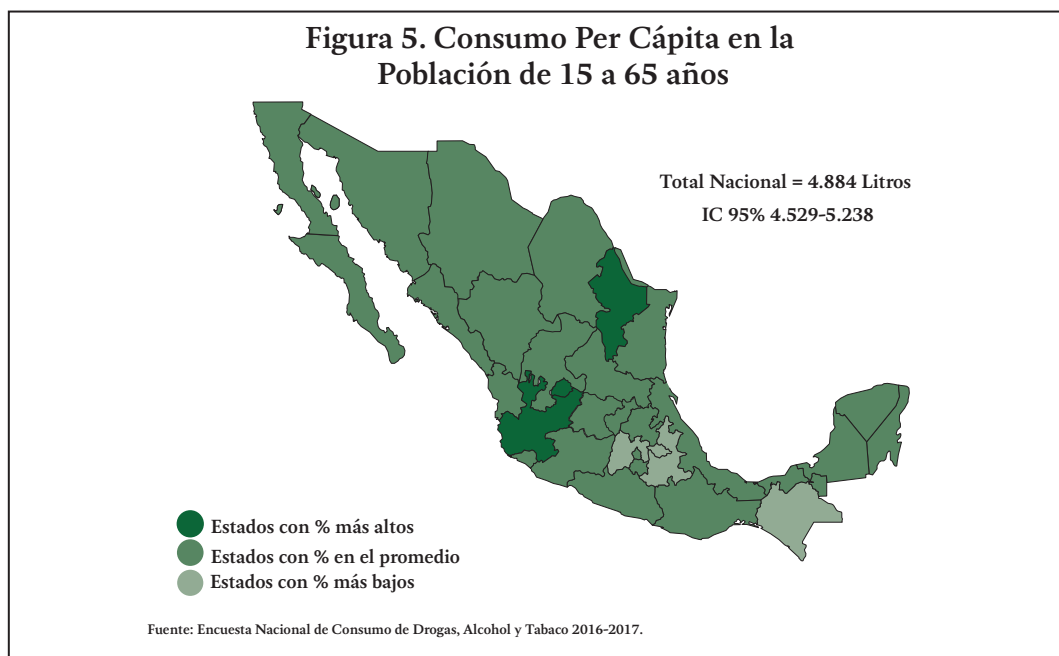 Figura 5. Consumo Per Cápita en la
Población de 15 a 65 años
Total Nacional = 4.884 Litros
IC 95% 4.529-5.238
Estados con % más altos
Estados con % en el promedio
Estados con % más bajos
Fuente: Encuesta Nacional de Consumo de Drogas, Alcohol y Tabaco 2016-2017.